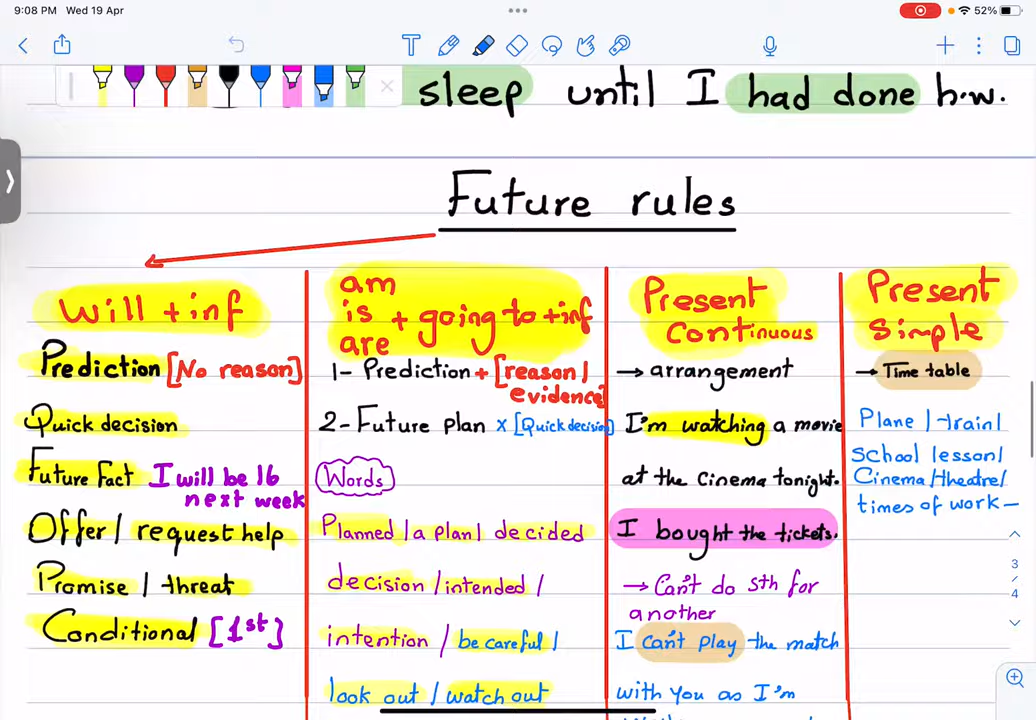 9:08 PM Wed 19 Apr
52%
sleep until I had done h.w.
Future rules
Will + inf
Prediction [No reason]
Quick decision
Future Fact I will be 16
next week
Offer / request help
Promise / threat
Conditional [1st]
am
is + going to + inf
are
1- Prediction + [reason /
evidence]
2- Future plan x [Quick decision]
Words
Planned / a plan / decided
decision / intended /
intention / be careful /
look out / watch out
Present
continuous
→ arrangement
I'm watching a movie
at the cinema tonight.
I bought the tickets.
→ Can't do sth for
another
I can't play the match
with you as I'm
Present
simple
→ Time table
Plane / train /
school lesson /
Cinema / theatre /
times of work —
3
/
4